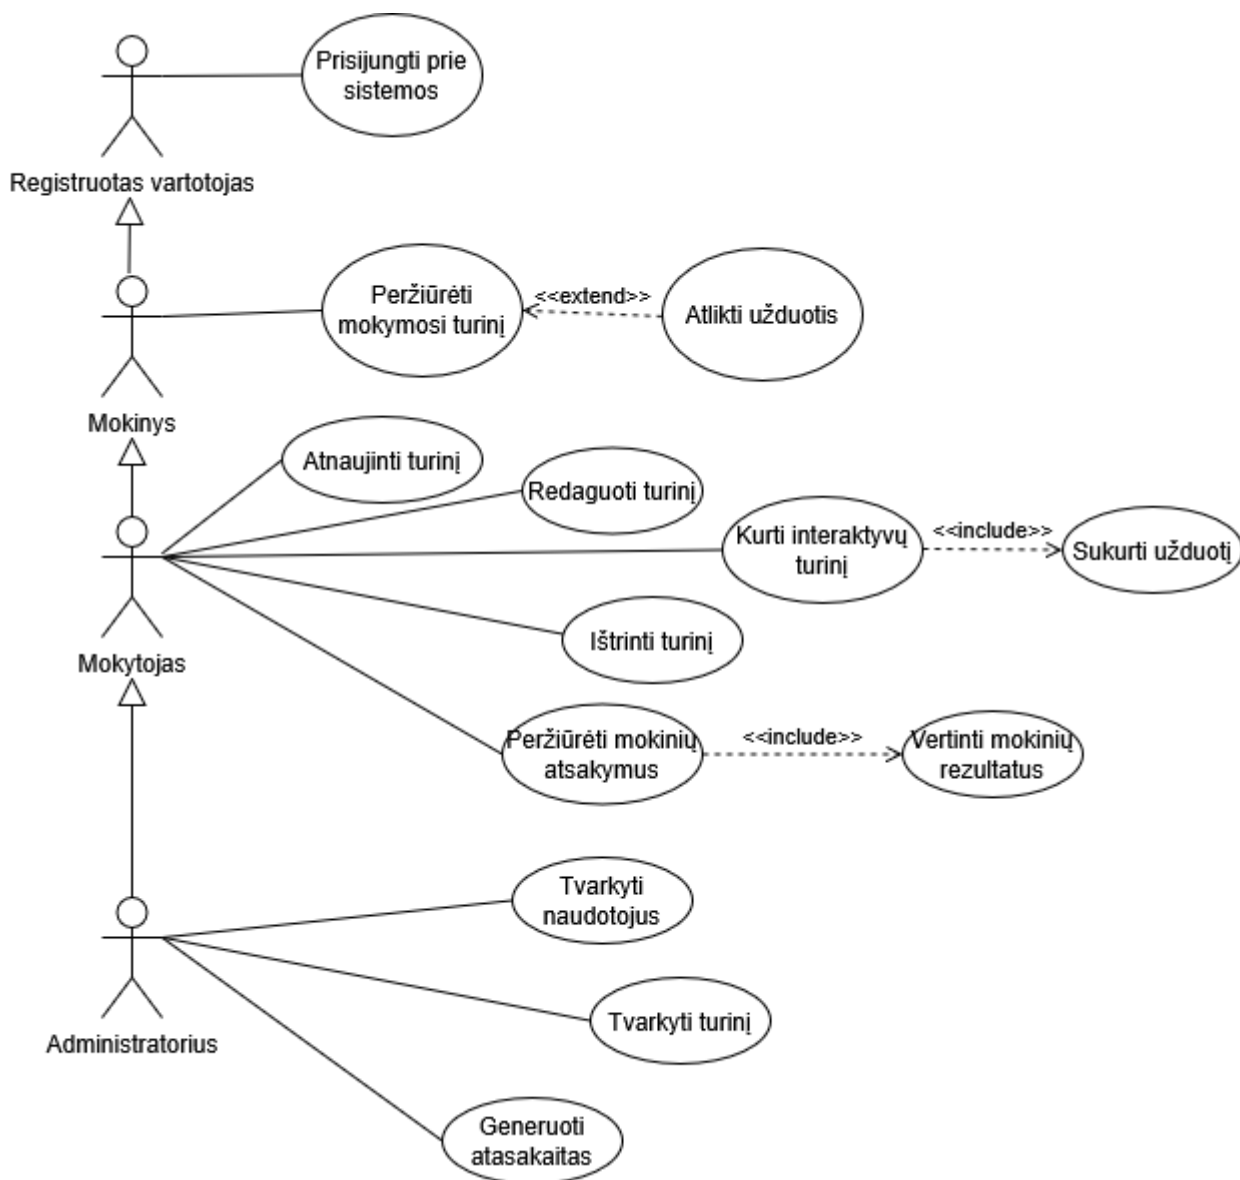 Prisijungti prie
sistemos
Registruotas vartotojas
Peržiūrėti
mokymosi turinį
<<extend>>
Atlikti užduotis
Mokinys
Atnaujinti turinį
Redaguoti turinį
Kurti interaktyvų
turinį
<<include>>
Sukurti užduotį
Ištrinti turinį
Mokytojas
Peržiūrėti mokinių
atsakymus
<<include>>
Vertinti mokinių
rezultatus
Tvarkyti
naudotojus
Tvarkyti turinį
Administratorius
Generuoti
atasakaitas